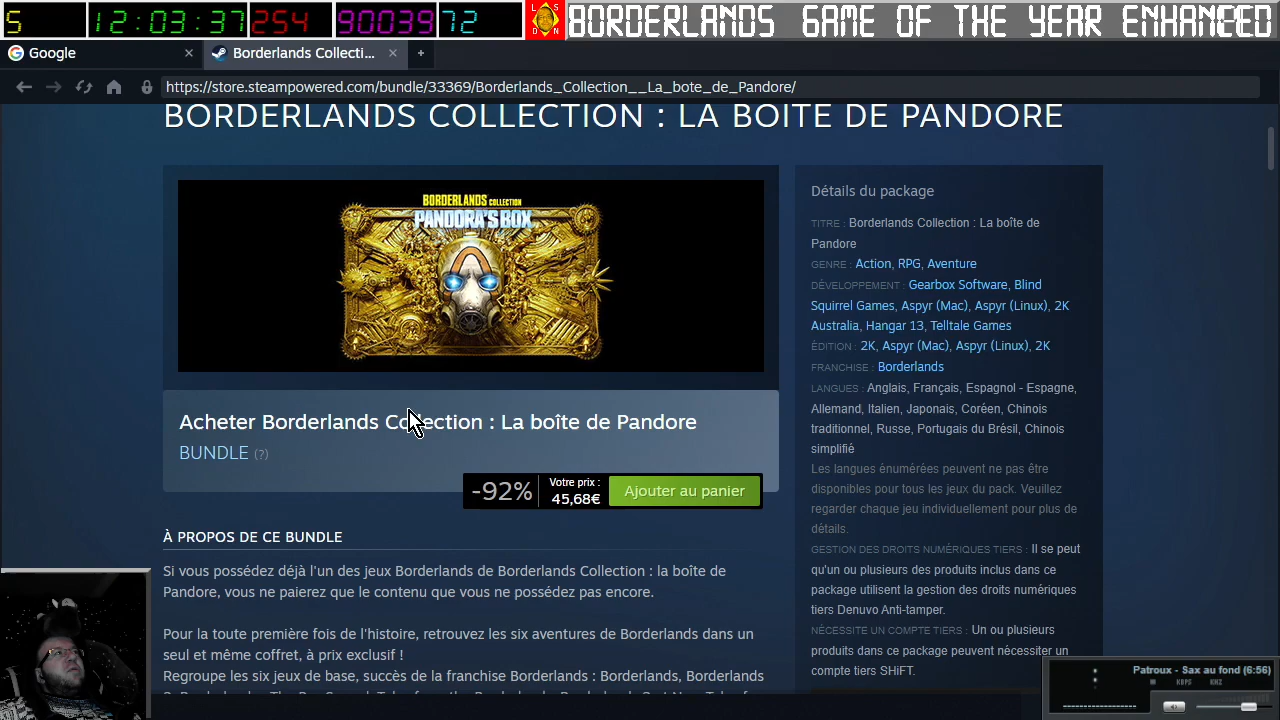 5 12:03:37 254 90039 72 BORDERLANDS GAME OF THE YEAR ENHANCED
Google
Borderlands Collecti...
https://store.steampowered.com/bundle/33369/Borderlands_Collection__La_bote_de_Pandore/
BORDERLANDS COLLECTION : LA BOITE DE PANDORE
BORDERLANDS COLLECTION
PANDORA'S BOX
Acheter Borderlands Collection : La boîte de Pandore
BUNDLE (?)
-92%
Votre prix :
45,68€
Ajouter au panier
À PROPOS DE CE BUNDLE
Si vous possédez déjà l'un des jeux Borderlands de Borderlands Collection : la boîte de
Pandore, vous ne paierez que le contenu que vous ne possédez pas encore.
Pour la toute première fois de l'histoire, retrouvez les six aventures de Borderlands dans un
seul et même coffret, à prix exclusif !
Regroupe les six jeux de base, succès de la franchise Borderlands : Borderlands, Borderlands
Détails du package
TITRE : Borderlands Collection : La boîte de
Pandore
GENRE : Action, RPG, Aventure
DÉVELOPPEMENT : Gearbox Software, Blind
Squirrel Games, Aspyr (Mac), Aspyr (Linux), 2K
Australia, Hangar 13, Telltale Games
ÉDITION : 2K, Aspyr (Mac), Aspyr (Linux), 2K
FRANCHISE : Borderlands
LANGUES : Anglais, Français, Espagnol - Espagne,
Allemand, Italien, Japonais, Coréen, Chinois
traditionnel, Russe, Portugais du Brésil, Chinois
simplifié
Les langues énumérées peuvent ne pas être
disponibles pour tous les jeux du pack. Veuillez
regarder chaque jeu individuellement pour plus de
détails.
GESTION DES DROITS NUMÉRIQUES TIERS : Il se peut
qu'un ou plusieurs des produits inclus dans ce
package utilisent la gestion des droits numériques
tiers Denuvo Anti-tamper.
NÉCESSITE UN COMPTE TIERS : Un ou plusieurs
produits dans ce package peuvent nécessiter un
compte tiers SHiFT.
Patroux - Sax au fond (6:56)
KBPS KHZ